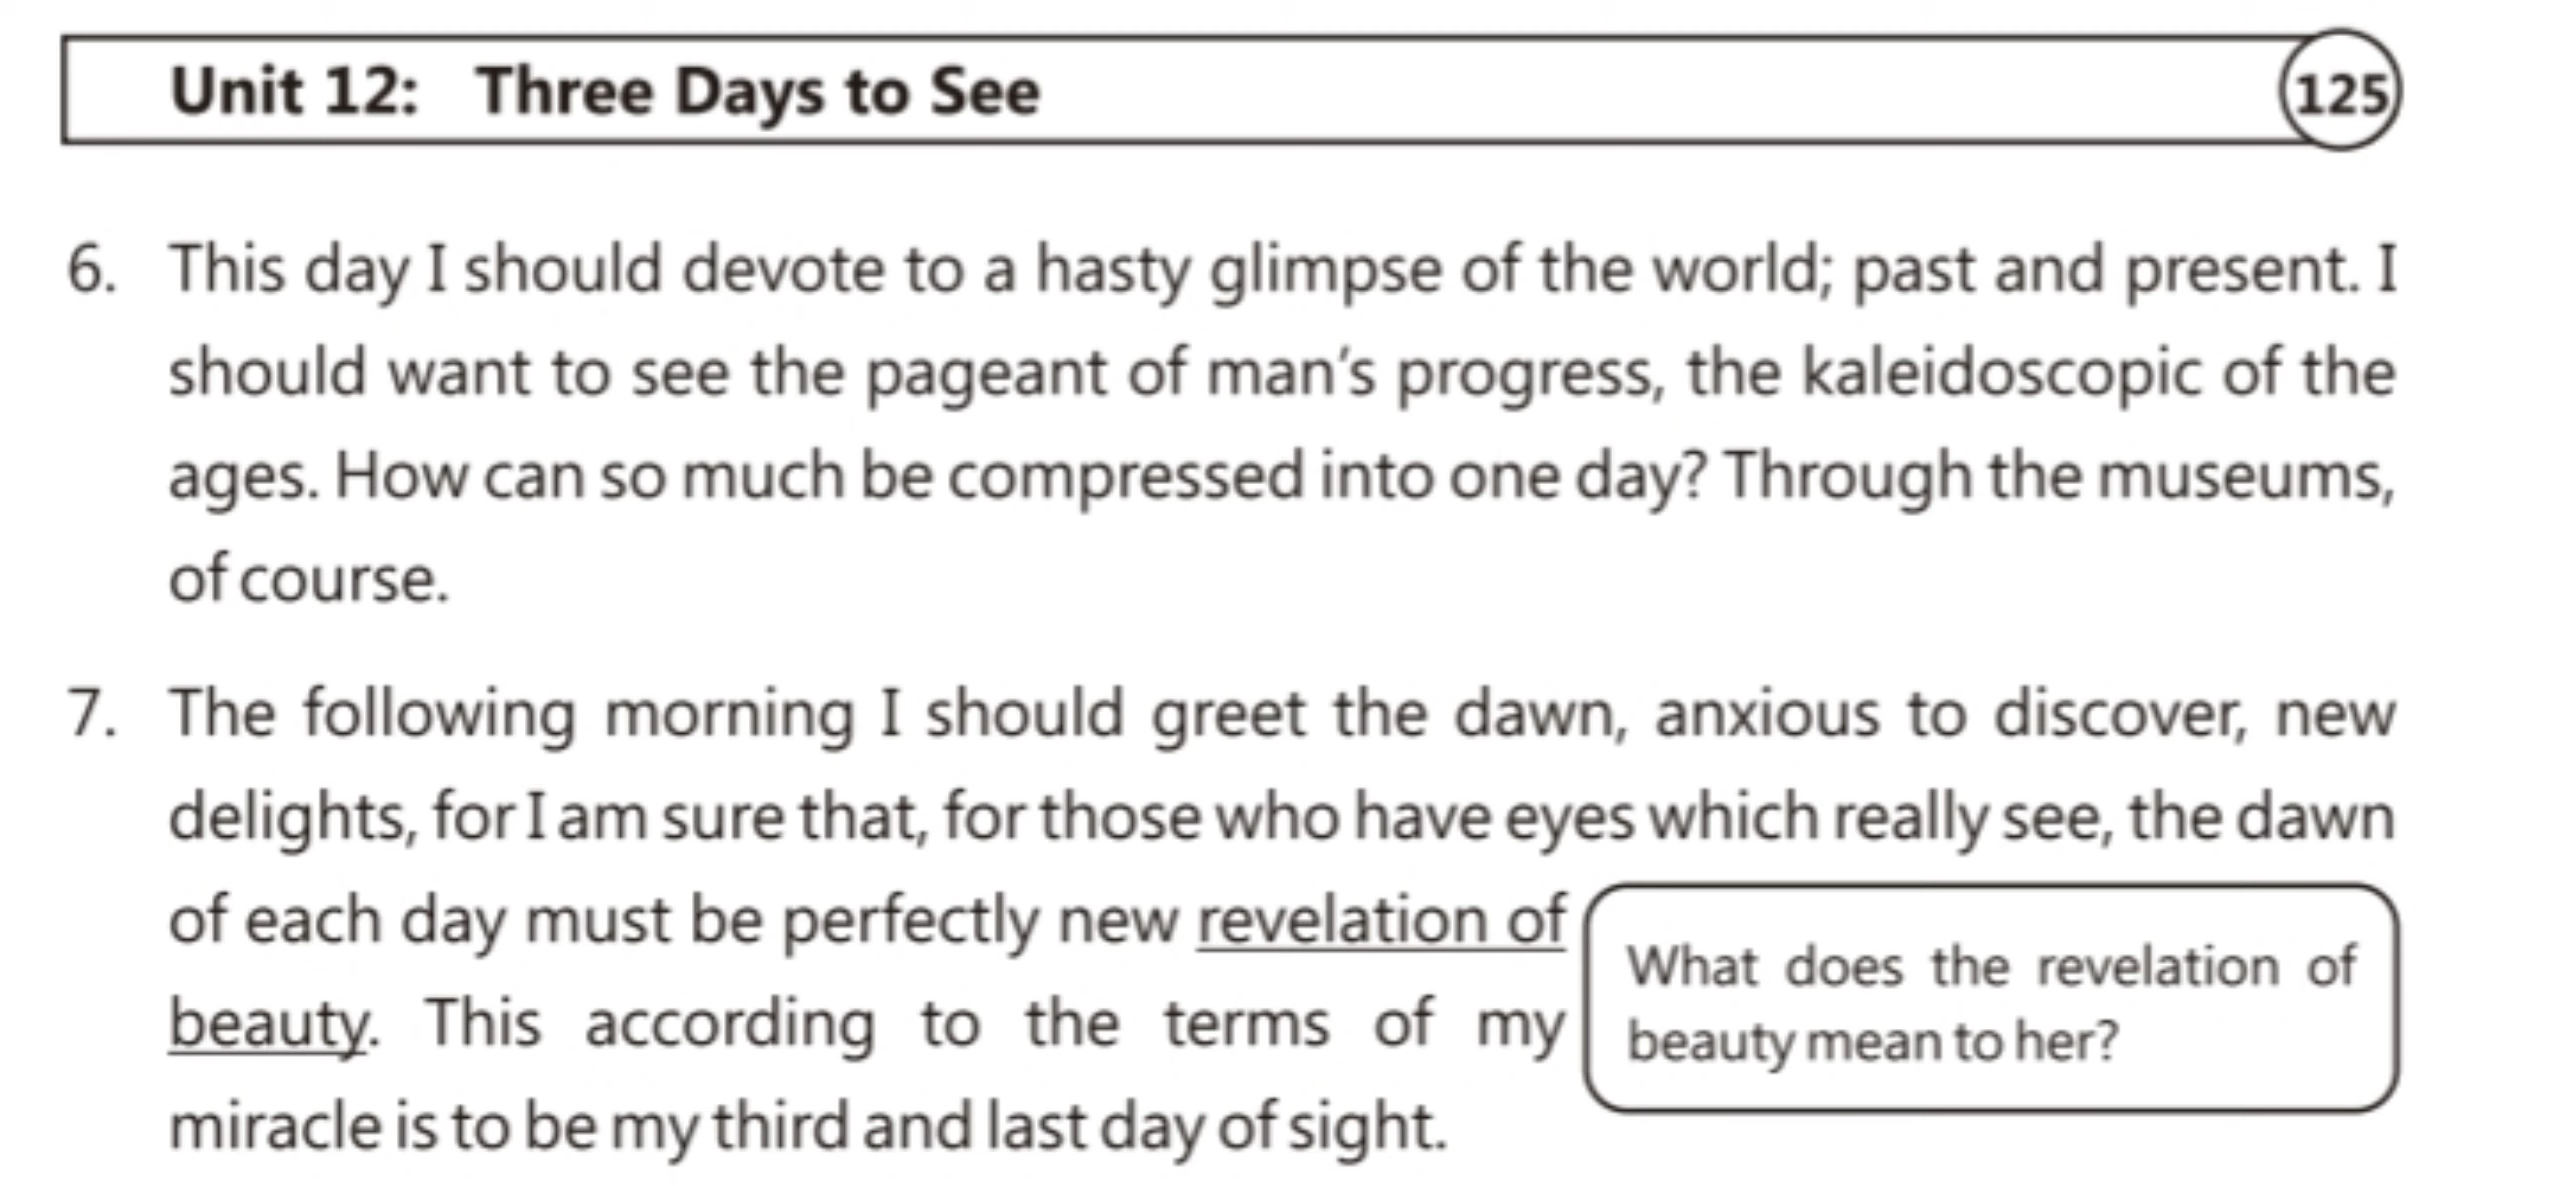 Unit 12: Three Days to See
125
6. This day I should devote to a hasty glimpse of the world; past and present. I
should want to see the pageant of man's progress, the kaleidoscopic of the
ages. How can so much be compressed into one day? Through the museums,
of course.
7. The following morning I should greet the dawn, anxious to discover, new
delights, for I am sure that, for those who have eyes which really see, the dawn
of each day must be perfectly new revelation of
beauty. This according to the terms of my
miracle is to be my third and last day of sight.
What does the revelation of
beauty mean to her?